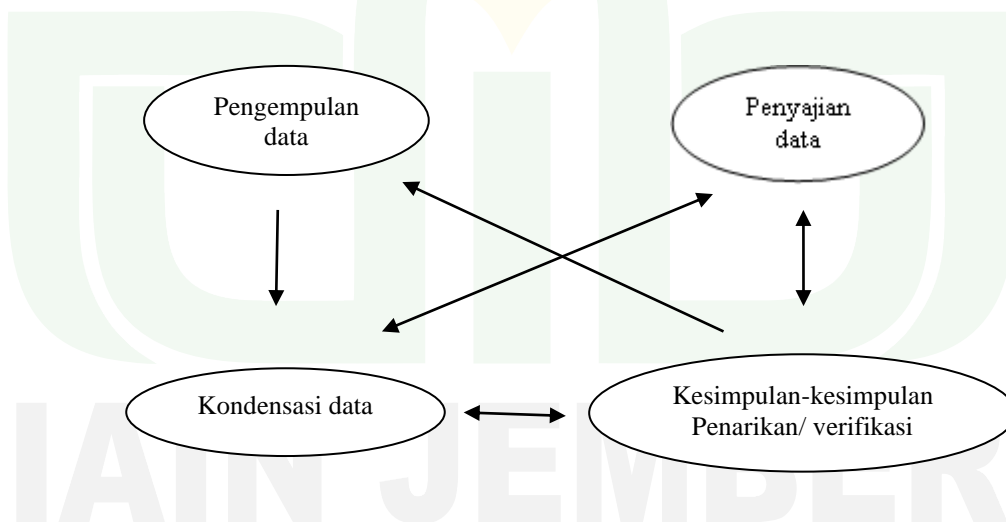 Pengempulan
data
Penyajian
data
Kondensasi data
Kesimpulan-kesimpulan
Penarikan/ verifikasi
IAIN JEMBER